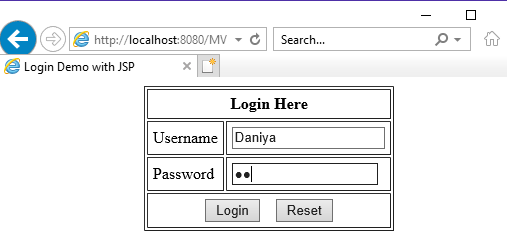 http://localhost:8080/MV
Search...
Login Demo with JSP
Login Here
Username Daniya
Password ●●
Login Reset